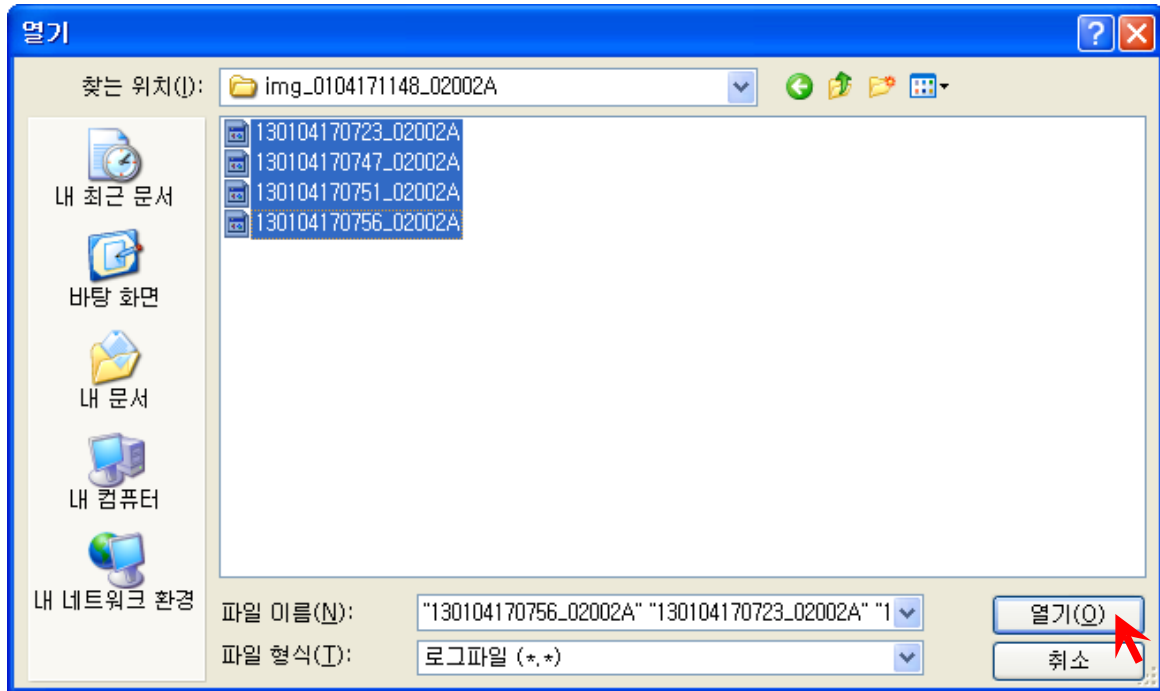 열기
찾는 위치(I):
img_0104171148_02002A
130104170723_02002A
130104170747_02002A
130104170751_02002A
130104170756_02002A
내 최근 문서
바탕 화면
내 문서
내 컴퓨터
내 네트워크 환경
파일 이름(N):
"130104170756_02002A" "130104170723_02002A" "1
열기(O)
파일 형식(T):
로그파일 (*.*)
취소